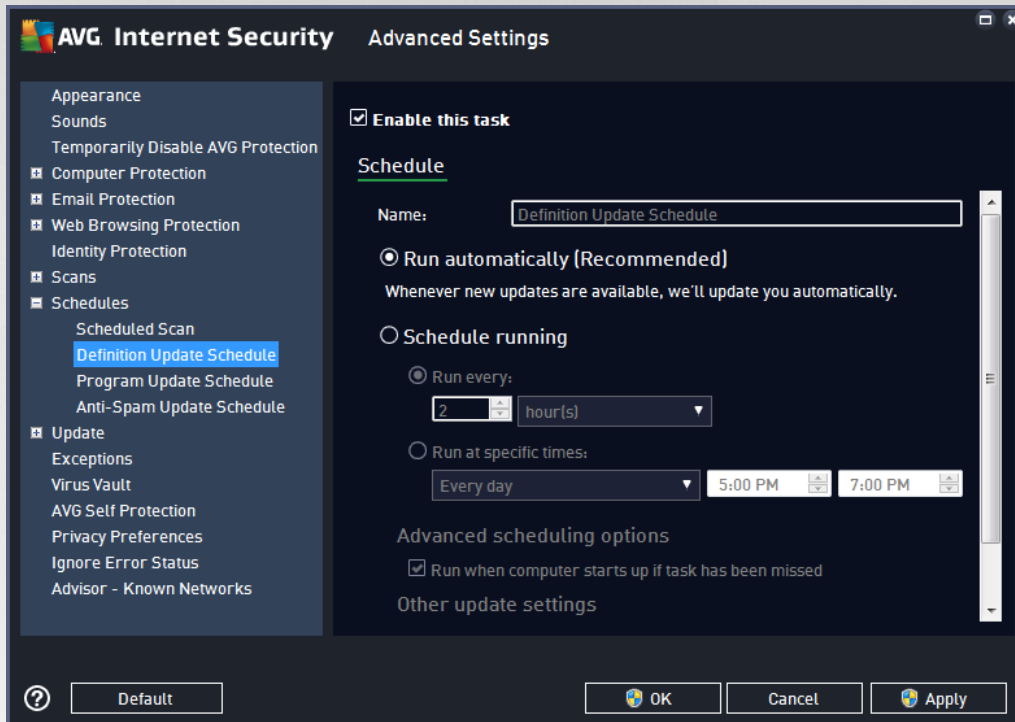 AVG Internet Security Advanced Settings
Appearance
Sounds
Temporarily Disable AVG Protection
Computer Protection
Email Protection
Web Browsing Protection
Identity Protection
Scans
Schedules
Scheduled Scan
Definition Update Schedule
Program Update Schedule
Anti-Spam Update Schedule
Update
Exceptions
Virus Vault
AVG Self Protection
Privacy Preferences
Ignore Error Status
Advisor - Known Networks
Enable this task
Schedule
Name: Definition Update Schedule
Run automatically (Recommended)
Whenever new updates are available, we'll update you automatically.
Schedule running
Run every:
2 hour(s)
Run at specific times:
Every day 5:00 PM 7:00 PM
Advanced scheduling options
Run when computer starts up if task has been missed
Other update settings
? Default OK Cancel Apply